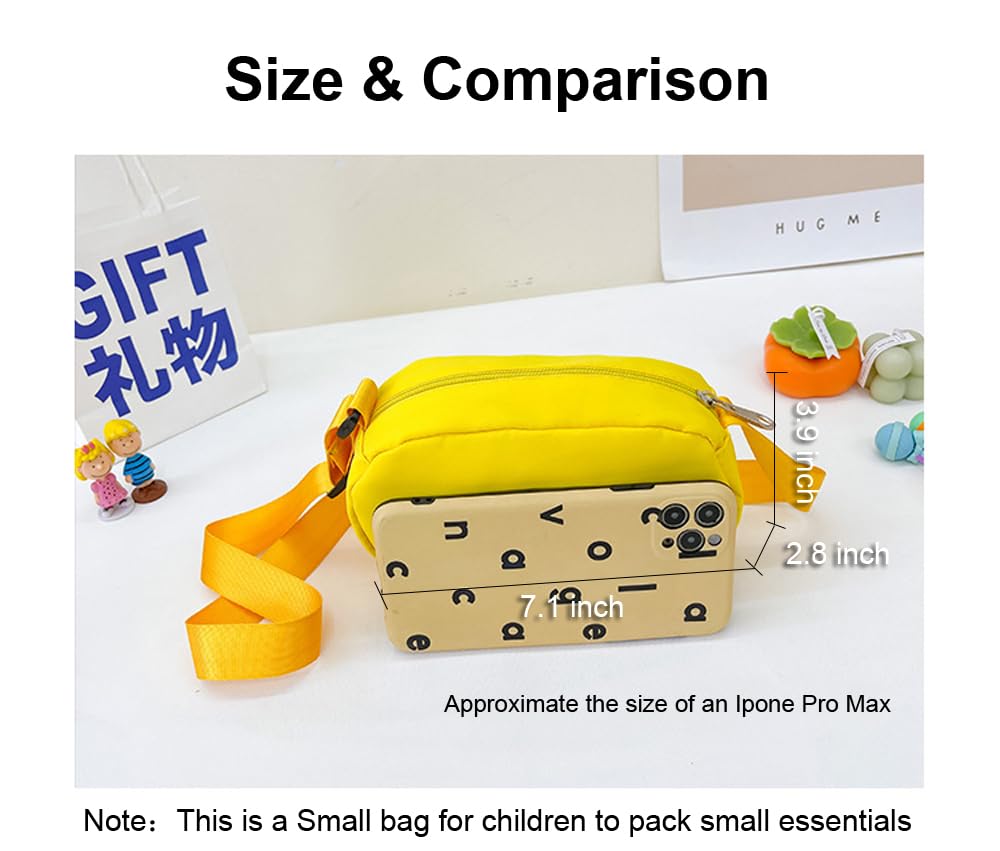 Size & Comparison
HUG ME
GIFT
礼物
3.9 inch
2.8 inch
7.1 inch
n v
c a o
c a l a
e a e
Approximate the size of an Ipone Pro Max
Note：This is a Small bag for children to pack small essentials